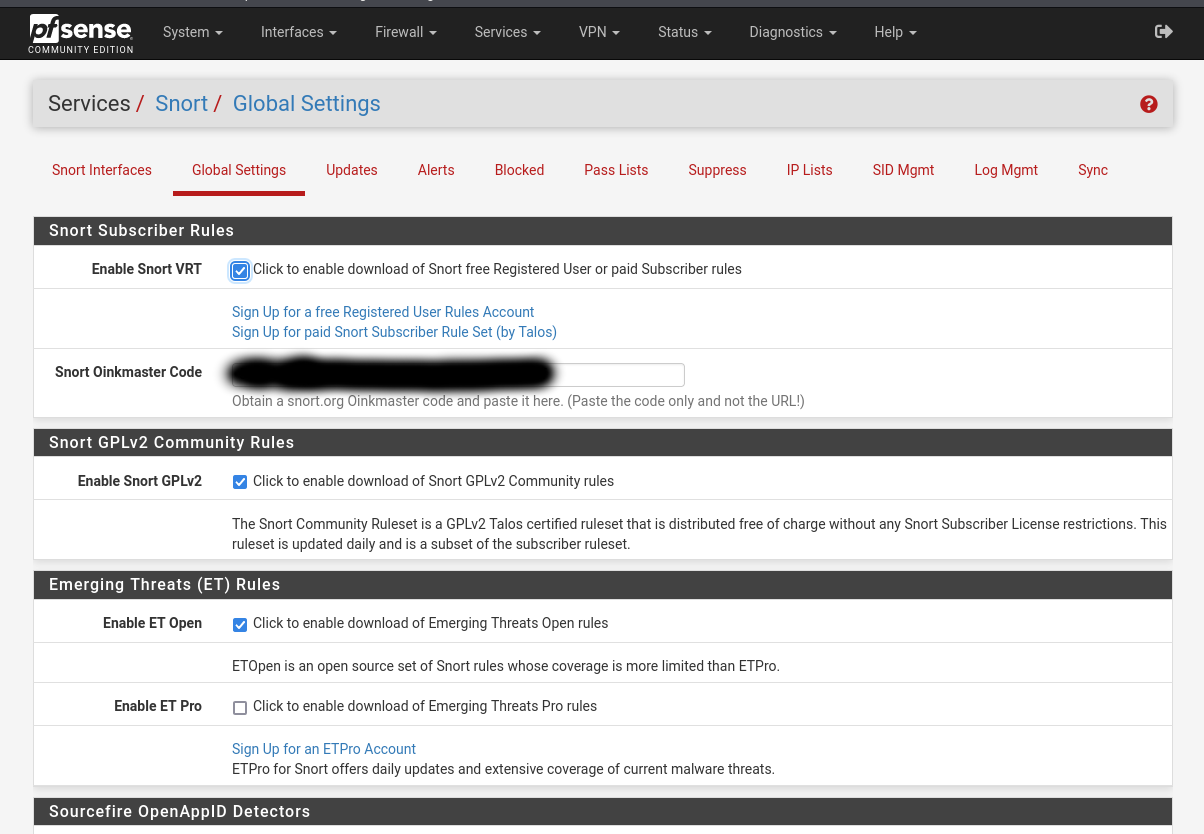 pfsense
COMMUNITY EDITION
System
Interfaces
Firewall
Services
VPN
Status
Diagnostics
Help
Services / Snort / Global Settings
?
Snort Interfaces
Global Settings
Updates
Alerts
Blocked
Pass Lists
Suppress
IP Lists
SID Mgmt
Log Mgmt
Sync
Snort Subscriber Rules
Enable Snort VRT
Click to enable download of Snort free Registered User or paid Subscriber rules
Sign Up for a free Registered User Rules Account
Sign Up for paid Snort Subscriber Rule Set (by Talos)
Snort Oinkmaster Code
Obtain a snort.org Oinkmaster code and paste it here. (Paste the code only and not the URL!)
Snort GPLv2 Community Rules
Enable Snort GPLv2
Click to enable download of Snort GPLv2 Community rules
The Snort Community Ruleset is a GPLv2 Talos certified ruleset that is distributed free of charge without any Snort Subscriber License restrictions. This
ruleset is updated daily and is a subset of the subscriber ruleset.
Emerging Threats (ET) Rules
Enable ET Open
Click to enable download of Emerging Threats Open rules
ETOpen is an open source set of Snort rules whose coverage is more limited than ETPro.
Enable ET Pro
Click to enable download of Emerging Threats Pro rules
Sign Up for an ETPro Account
ETPro for Snort offers daily updates and extensive coverage of current malware threats.
Sourcefire OpenAppID Detectors